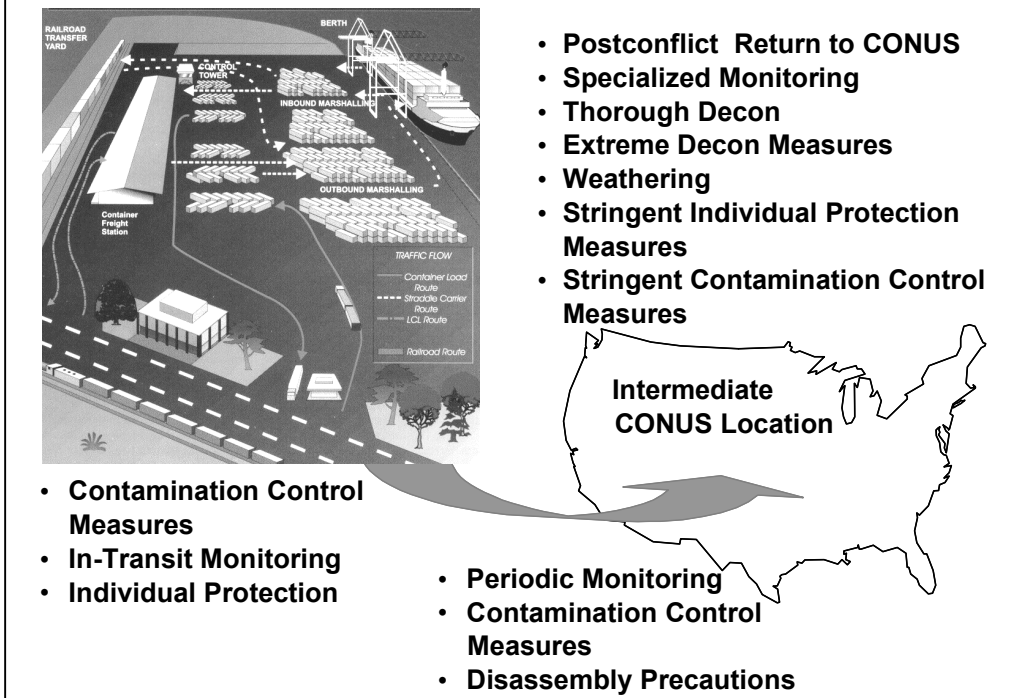 RAILROAD
TRANSFER
YARD
BERTH
CONTROL
TOWER
INBOUND MARSHALLING
OUTBOUND MARSHALLING
Container
Freight
Station
TRAFFIC FLOW
Container Load
Route
Straddle Carrier
Route
LCL Route
Railroad Route
• Postconflict Return to CONUS
• Specialized Monitoring
• Thorough Decon
• Extreme Decon Measures
• Weathering
• Stringent Individual Protection
Measures
• Stringent Contamination Control
Measures
Intermediate
CONUS Location
• Contamination Control
Measures
• In-Transit Monitoring
• Individual Protection
• Periodic Monitoring
• Contamination Control
Measures
• Disassembly Precautions